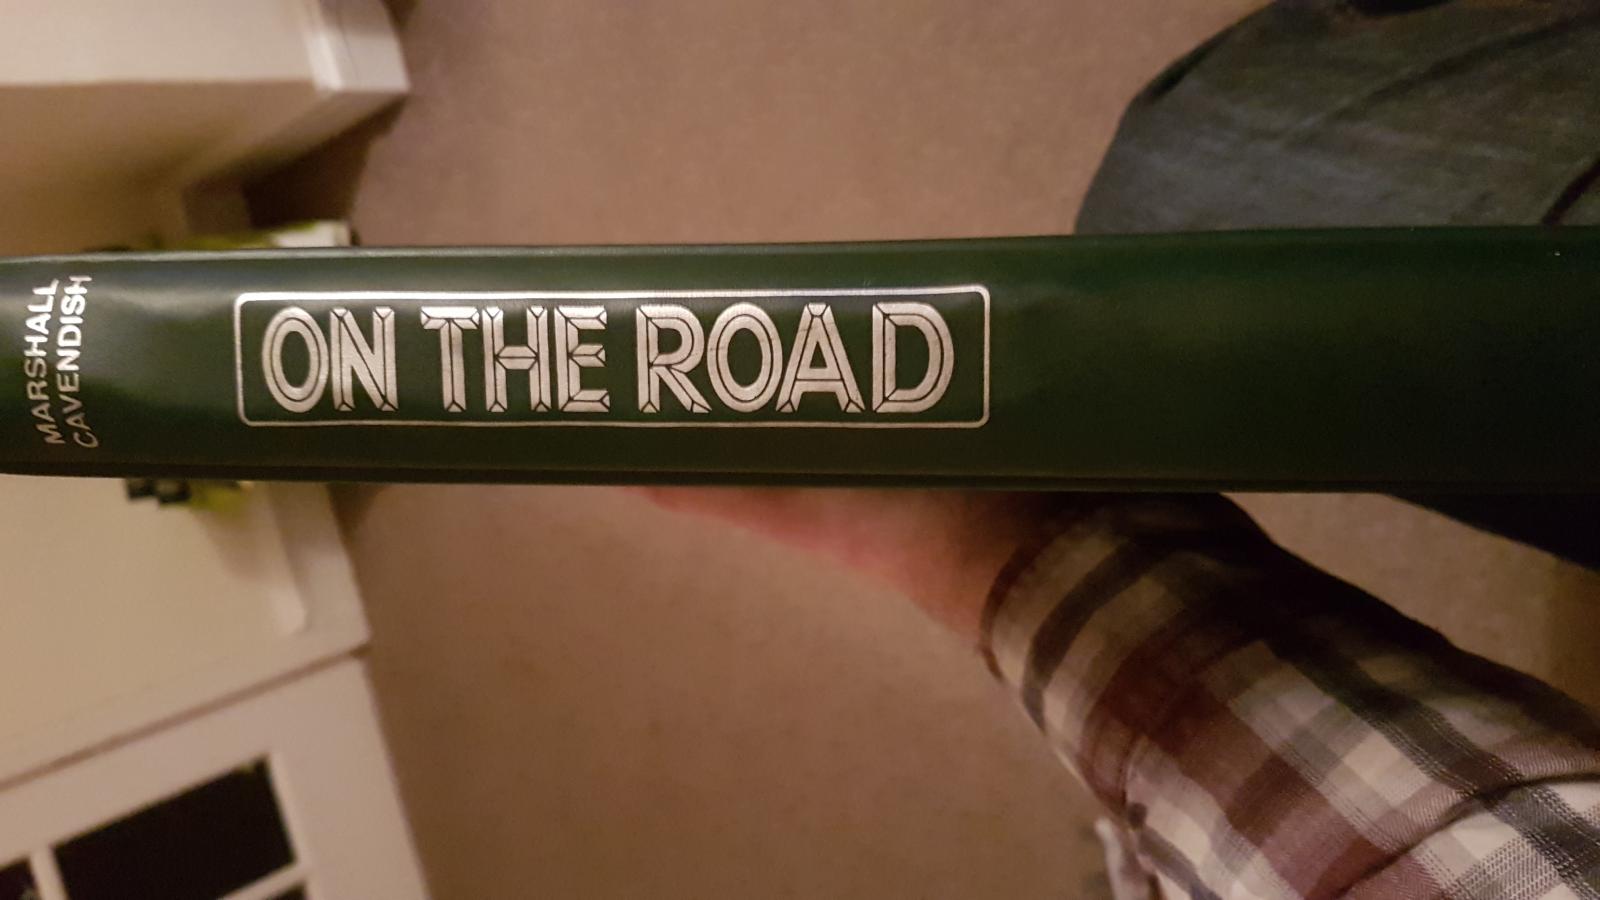 MARSHALL
CAVENDISH
ON THE ROAD